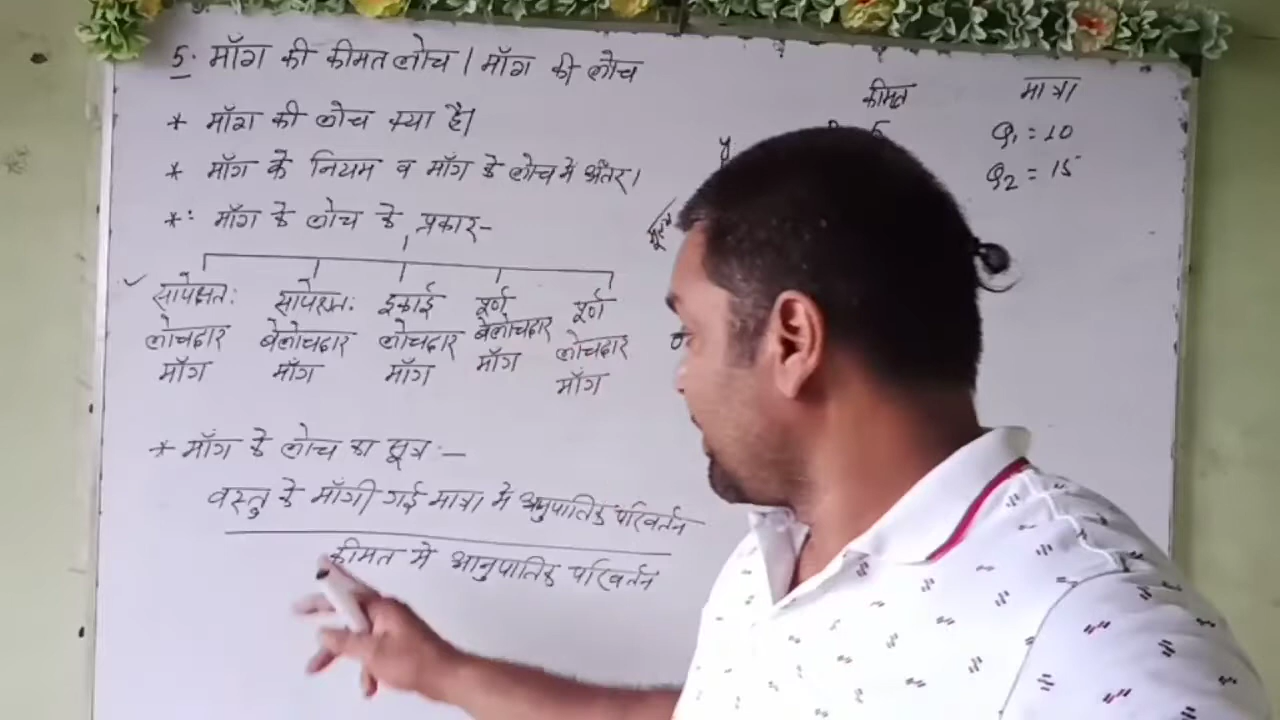 5. माँग की कीमत लोच / माँग की लोच
* माँग की लोच क्या है।
* माँग के नियम व माँग के लोच में अंतर।
*: माँग के लोच के प्रकार-
सापेक्षत: लोचदार माँग
सापेक्षत: बेलोचदार माँग
इकाई लोचदार माँग
पूर्ण बेलोचदार माँग
पूर्ण लोचदार माँग
* माँग के लोच का सूत्र:-
वस्तु के माँगी गई मात्रा मे अनुपातिक परिवर्तन
कीमत मे आनुपातिक परिवर्तन
कीमत मात्रा
Q1 = 10
Q2 = 15
y